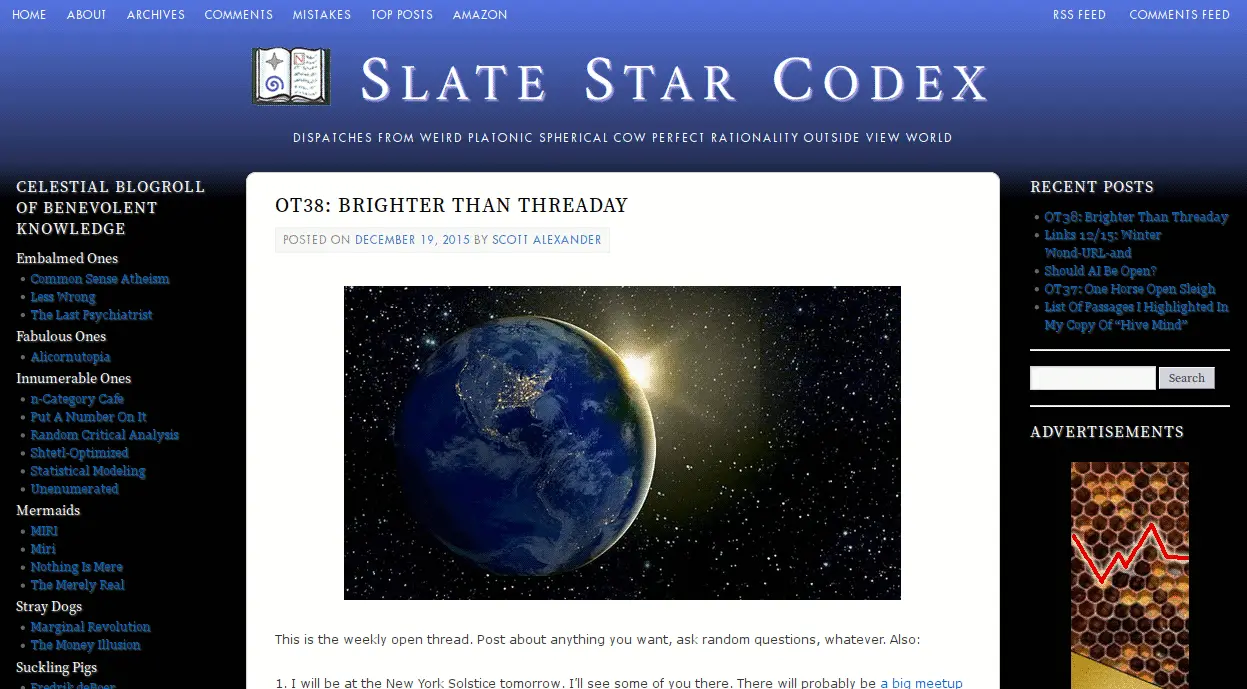 HOME ABOUT ARCHIVES COMMENTS MISTAKES TOP POSTS AMAZON RSS FEED COMMENTS FEED
SLATE STAR CODEX
DISPATCHES FROM WEIRD PLATONIC SPHERICAL COW PERFECT RATIONALITY OUTSIDE VIEW WORLD
CELESTIAL BLOGROLL
OF BENEVOLENT
KNOWLEDGE
Embalmed Ones
Common Sense Atheism
Less Wrong
The Last Psychiatrist
Fabulous Ones
Alicornutopia
Innumerable Ones
n-Category Cafe
Put A Number On It
Random Critical Analysis
Shtetl-Optimized
Statistical Modeling
Unenumerated
Mermaids
MIRI
Miri
Nothing Is Mere
The Merely Real
Stray Dogs
Marginal Revolution
The Money Illusion
Suckling Pigs
Fredrik deBoer
OT38: BRIGHTER THAN THREADAY
POSTED ON DECEMBER 19, 2015 BY SCOTT ALEXANDER
This is the weekly open thread. Post about anything you want, ask random questions, whatever. Also:
1. I will be at the New York Solstice tomorrow. I'll see some of you there. There will probably be a big meetup
RECENT POSTS
OT38: Brighter Than Threaday
Links 12/15: Winter
Wond-URL-and
Should AI Be Open?
OT37: One Horse Open Sleigh
List Of Passages I Highlighted In
My Copy Of “Hive Mind”
Search
ADVERTISEMENTS